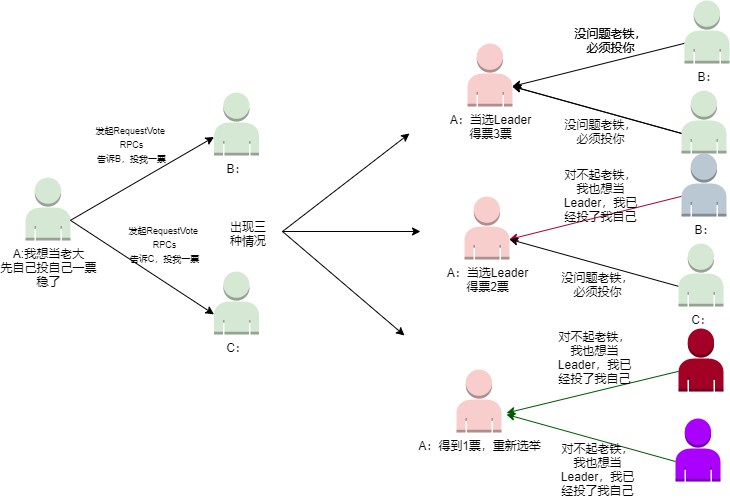 发起RequestVote
RPCs
告诉B，投我一票
B：
A:我想当老大
先自己投自己一票
稳了
发起RequestVote
RPCs
告诉C，投我一票
C：
出现三
种情况
没问题老铁，
必须投你
B：
A：当选Leader
得票3票
没问题老铁，
必须投你
对不起老铁，
我也想当
Leader，我已
经投了我自己
B：
A：当选Leader
得票2票
没问题老铁，
必须投你
C：
对不起老铁，
我也想当
Leader，我已
经投了我自己
A：得到1票，重新选举
对不起老铁，
我也想当
Leader，我已
经投了我自己